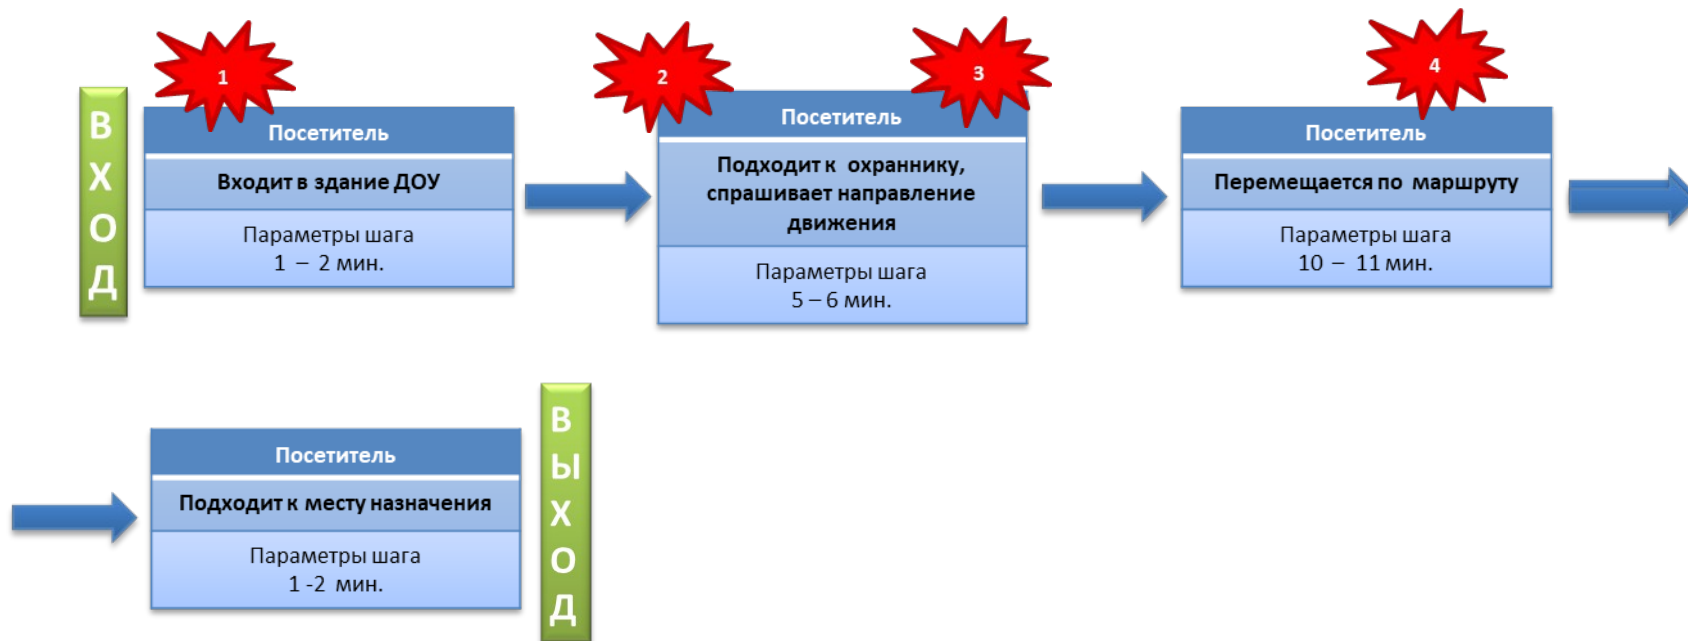 ВХОД
1
Посетитель
Входит в здание ДОУ
Параметры шага
1 – 2 мин.
2
3
Посетитель
Подходит к охраннику,
спрашивает направление
движения
Параметры шага
5 – 6 мин.
4
Посетитель
Перемещается по маршруту
Параметры шага
10 – 11 мин.
Посетитель
Подходит к месту назначения
Параметры шага
1 -2 мин.
ВЫХОД